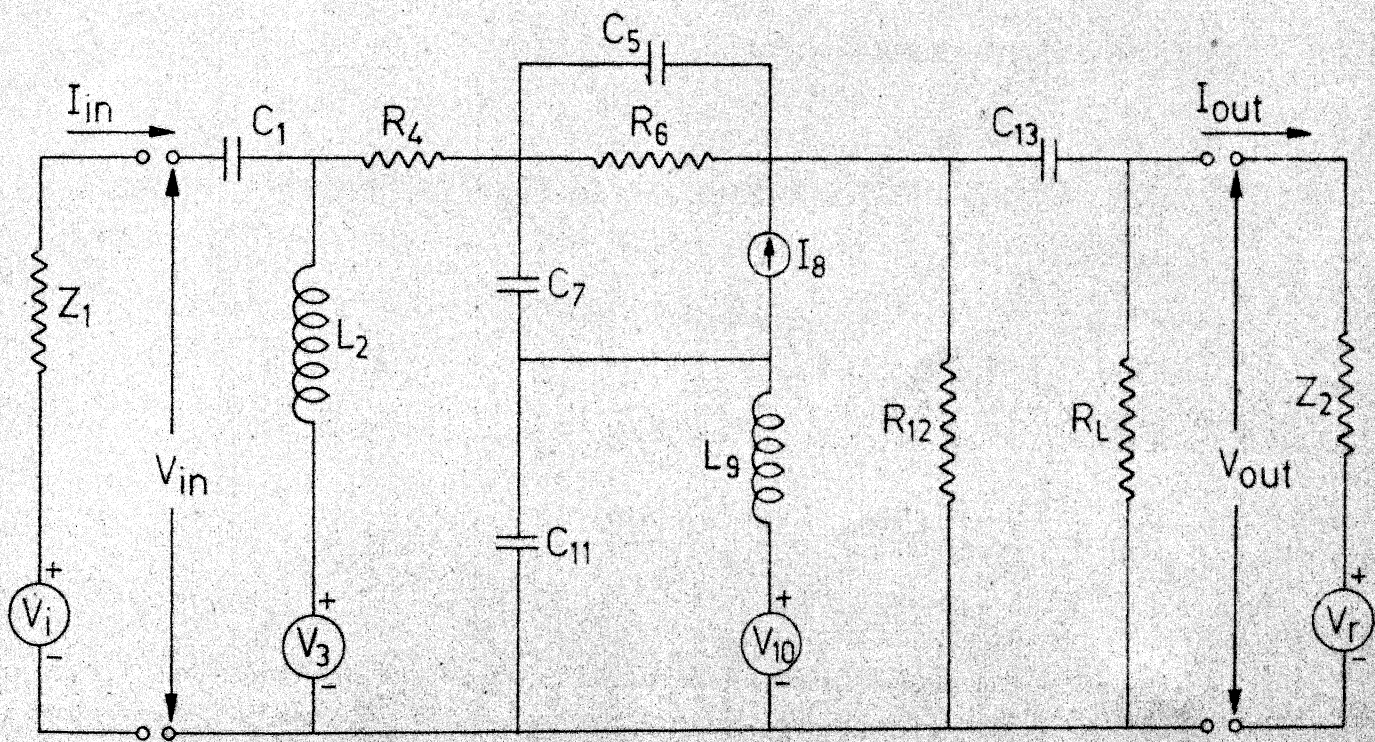 C5
Iin
C1
R4
R6
C13
Iout
I8
C7
Z1
L2
R12
RL
Z2
L9
Vin
Vout
C11
+
Vi
-
+
V3
-
+
V10
-
+
Vr
-